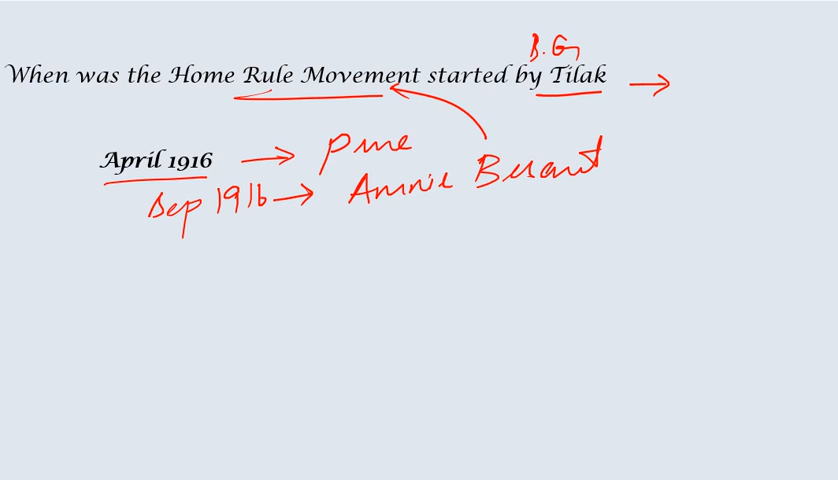 B.G
When was the Home Rule Movement started by Tilak →
April 1916 → Pune
Sep 1916 → Annie Besant